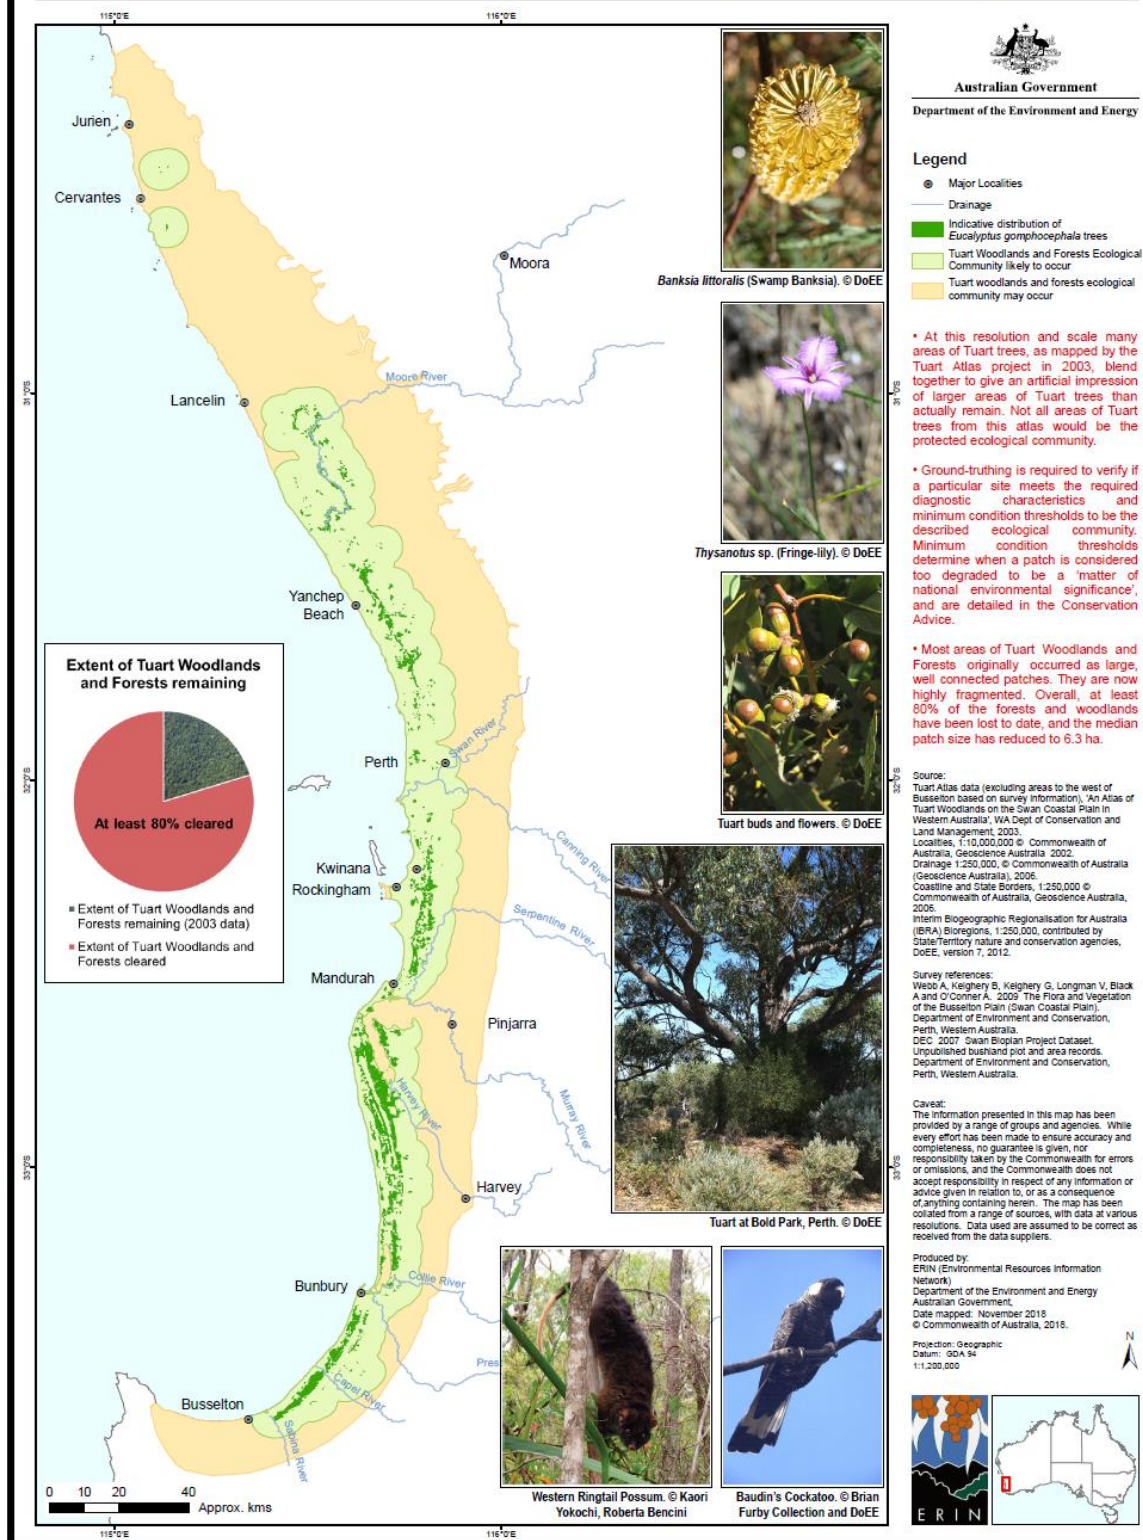 115°0'E
116°0'E
Jurien
Cervantes
Moora
Moore River
Lancelin
31°0'S
31°0'S
Yanchep
Beach
Extent of Tuart Woodlands
and Forests remaining
At least 80% cleared
Extent of Tuart Woodlands and
Forests remaining (2003 data)
Extent of Tuart Woodlands and
Forests cleared
Swan River
Perth
32°0'S
32°0'S
Canning River
Kwinana
Rockingham
Serpentine River
Mandurah
Pinjarra
Harvey River
Murray River
33°0'S
33°0'S
Harvey
Bunbury
Collie River
Pres
Capel River
Busselton
Sabina River
0 10 20 40
Approx. kms
115°0'E
116°0'E
Banksia littoralis (Swamp Banksia). © DoEE
Thysanotus sp. (Fringe-lily). © DoEE
Tuart buds and flowers. © DoEE
Tuart at Bold Park, Perth. © DoEE
Western Ringtail Possum. © Kaori
Yokochi, Roberta Bencini
Baudin's Cockatoo. © Brian
Furby Collection and DoEE
Australian Government
Department of the Environment and Energy
Legend
Major Localities
Drainage
Indicative distribution of
Eucalyptus gomphocephala trees
Tuart Woodlands and Forests Ecological
Community likely to occur
Tuart woodlands and forests ecological
community may occur
• At this resolution and scale many
areas of Tuart trees, as mapped by the
Tuart Atlas project in 2003, blend
together to give an artificial impression
of larger areas of Tuart trees than
actually remain. Not all areas of Tuart
trees from this atlas would be the
protected ecological community.
• Ground-truthing is required to verify if
a particular site meets the required
diagnostic characteristics and
minimum condition thresholds to be the
described ecological community.
Minimum condition thresholds
determine when a patch is considered
too degraded to be a 'matter of
national environmental significance',
and are detailed in the Conservation
Advice.
• Most areas of Tuart Woodlands and
Forests originally occurred as large,
well connected patches. They are now
highly fragmented. Overall, at least
80% of the forests and woodlands
have been lost to date, and the median
patch size has reduced to 6.3 ha.
Source:
Tuart Atlas data (excluding areas to the west of
Busselton based on survey information), 'An Atlas of
Tuart Woodlands on the Swan Coastal Plain in
Western Australia', WA Dept of Conservation and
Land Management, 2003.
Localities, 1:10,000,000 © Commonwealth of
Australia, Geoscience Australia 2002.
Drainage 1:250,000, © Commonwealth of Australia
(Geoscience Australia), 2006.
Coastline and State Borders, 1:250,000 ©
Commonwealth of Australia, Geoscience Australia,
2006.
Interim Biogeographic Regionalisation for Australia
(IBRA) Bioregions, 1:250,000, contributed by
State/Territory nature and conservation agencies,
DoEE, version 7, 2012.
Survey references:
Webb A, Keighery B, Keighery G, Longman V, Black
A and O'Conner A. 2009 The Flora and Vegetation
of the Busselton Plain (Swan Coastal Plain).
Department of Environment and Conservation,
Perth, Western Australia.
DEC 2007 Swan Bioplan Project Dataset.
Unpublished bushland plot and area records.
Department of Environment and Conservation,
Perth, Western Australia.
Caveat:
The information presented in this map has been
provided by a range of groups and agencies. While
every effort has been made to ensure accuracy and
completeness, no guarantee is given, nor
responsibility taken by the Commonwealth for errors
or omissions, and the Commonwealth does not
accept responsibility in respect of any information or
advice given in relation to, or as a consequence
of,anything containing herein. The map has been
collated from a range of sources, with data at various
resolutions. Data used are assumed to be correct as
received from the data suppliers.
Produced by:
ERIN (Environmental Resources Information
Network)
Department of the Environment and Energy
Australian Government,
Date mapped: November 2018
© Commonwealth of Australia, 2018.
Projection: Geographic
Datum: GDA 94
1:1,200,000
N
ERIN